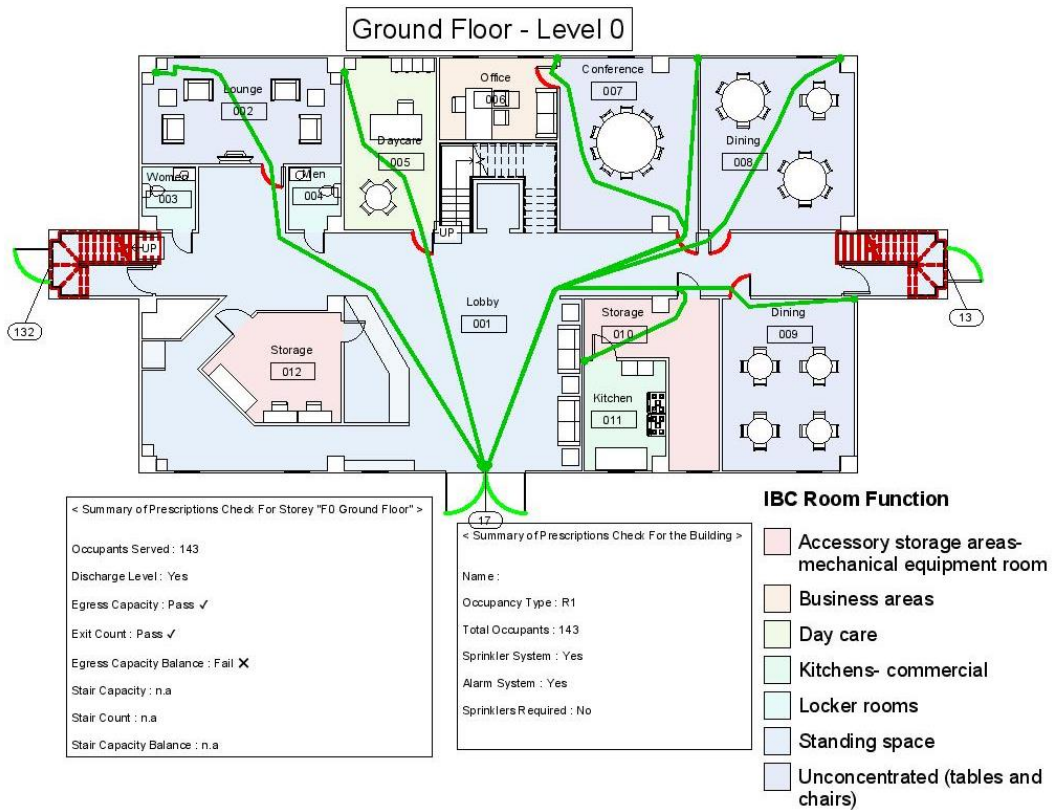 Ground Floor - Level 0
Lounge
002
Daycare
005
Office
006
Conference
007
Dining
008
Women
003
Men
004
UP
UP
132
13
Lobby
001
Storage
012
Storage
010
Kitchen
011
Dining
009
17
< Summary of Prescriptions Check For Storey "F0 Ground Floor" >
Occupants Served : 143
Discharge Level : Yes
Egress Capacity : Pass ✓
Exit Count : Pass ✓
Egress Capacity Balance : Fail ✕
Stair Capacity : n.a
Stair Count : n.a
Stair Capacity Balance : n.a
< Summary of Prescriptions Check For the Building >
Name :
Occupancy Type : R1
Total Occupants : 143
Sprinkler System : Yes
Alarm System : Yes
Sprinklers Required : No
IBC Room Function
Accessory storage areas-
mechanical equipment room
Business areas
Day care
Kitchens- commercial
Locker rooms
Standing space
Unconcentrated (tables and
chairs)